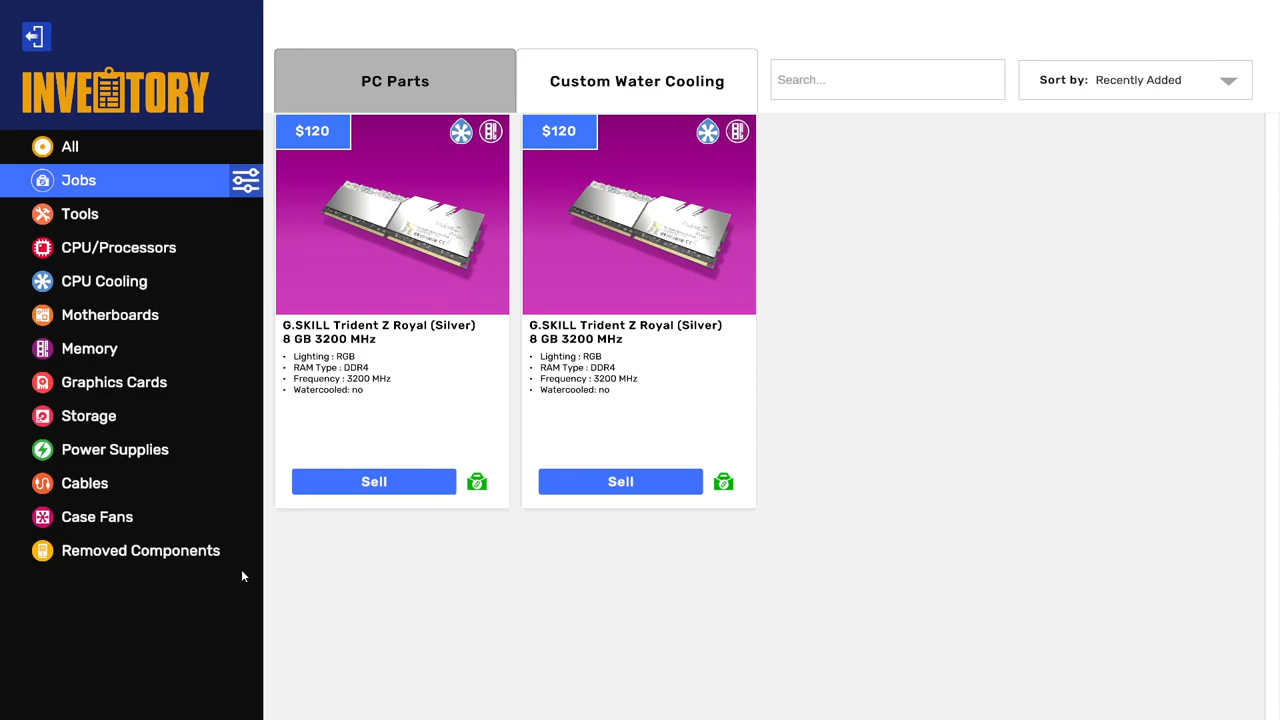 INVENTORY
All
Jobs
Tools
CPU/Processors
CPU Cooling
Motherboards
Memory
Graphics Cards
Storage
Power Supplies
Cables
Case Fans
Removed Components
PC Parts
Custom Water Cooling
Search...
Sort by: Recently Added
$120
G.SKILL Trident Z Royal (Silver)
8 GB 3200 MHz
• Lighting : RGB
• RAM Type : DDR4
• Frequency : 3200 MHz
• Watercooled: no
Sell
$120
G.SKILL Trident Z Royal (Silver)
8 GB 3200 MHz
• Lighting : RGB
• RAM Type : DDR4
• Frequency : 3200 MHz
• Watercooled: no
Sell